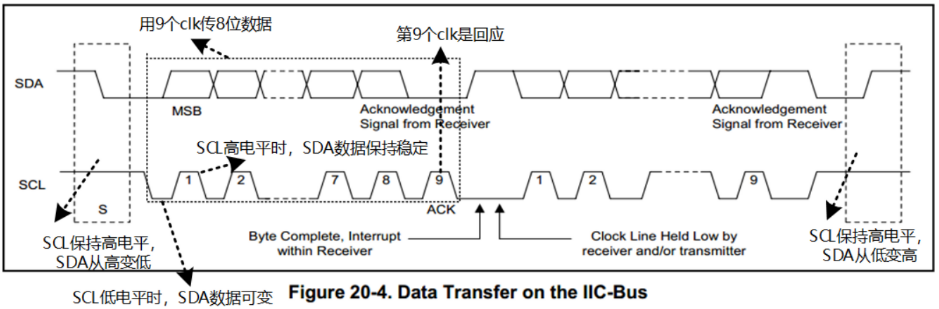 用9个clk传8位数据
第9个clk是回应
SDA
MSB
Acknowledgement
Signal from Receiver
Acknowledgement
Signal from Receiver
SCL高电平时，SDA数据保持稳定
SCL
1
2
7
8
9
1
2
9
S
ACK
SCL保持高电平，
SDA从高变低
Byte Complete, Interrupt
within Receiver
Clock Line Held Low by
receiver and/or transmitter
SCL保持高电平，
SDA从低变高
SCL低电平时，SDA数据可变
Figure 20-4. Data Transfer on the IIC-Bus